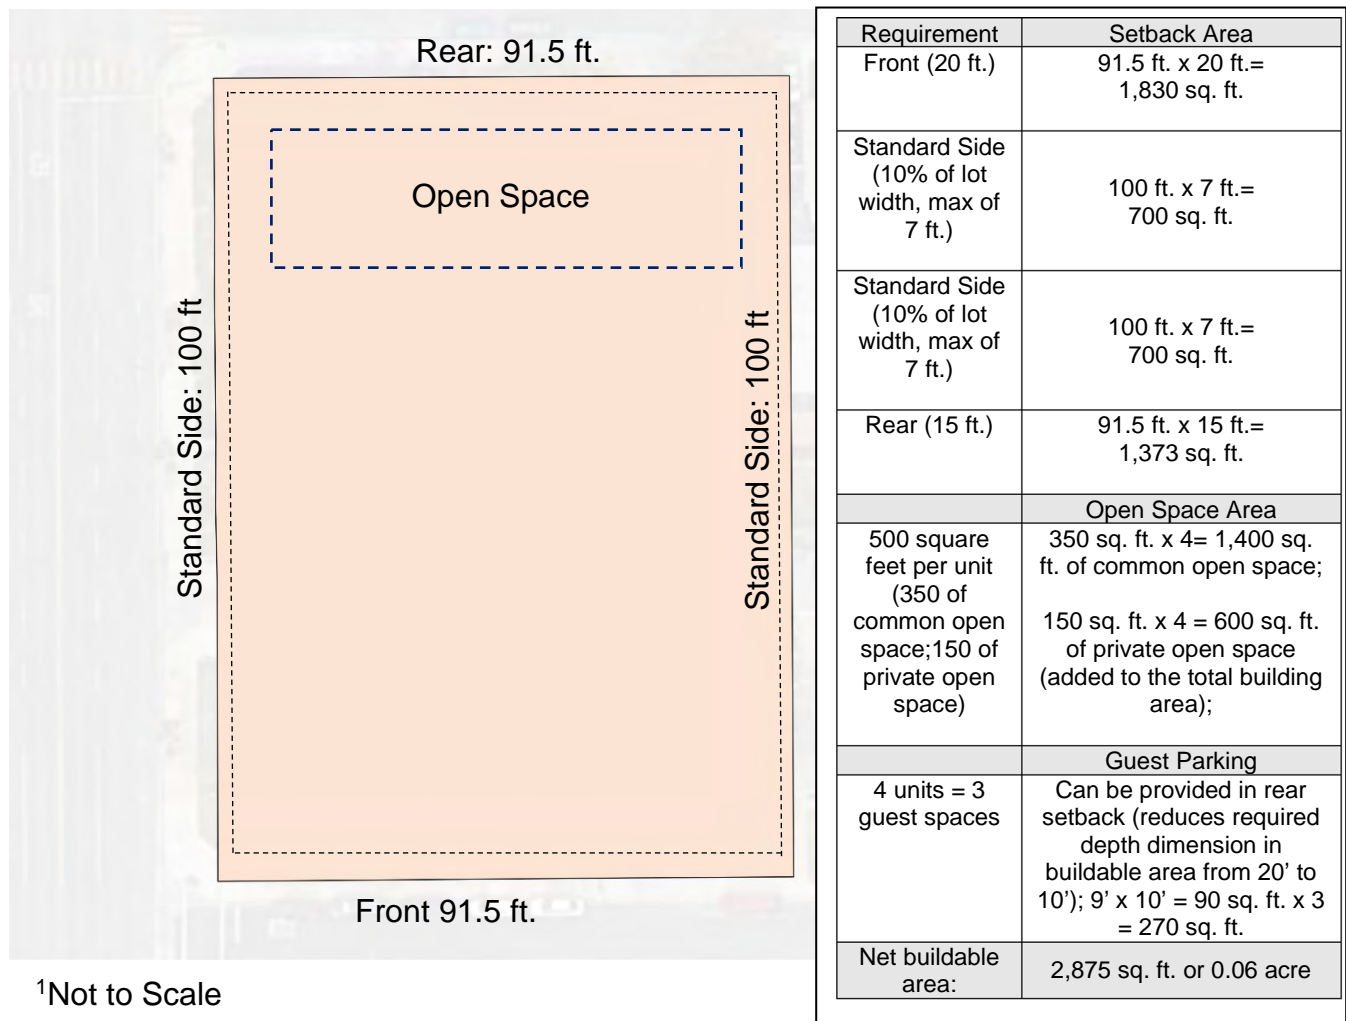 Rear: 91.5 ft.
Open Space
Standard Side: 100 ft
Standard Side: 100 ft
Front 91.5 ft.
¹Not to Scale
Requirement Setback Area
Front (20 ft.) 91.5 ft. x 20 ft.=
1,830 sq. ft.
Standard Side
(10% of lot
width, max of
7 ft.)
100 ft. x 7 ft.=
700 sq. ft.
Standard Side
(10% of lot
width, max of
7 ft.)
100 ft. x 7 ft.=
700 sq. ft.
Rear (15 ft.) 91.5 ft. x 15 ft.=
1,373 sq. ft.
Open Space Area
500 square
feet per unit
(350 of
common open
space;150 of
private open
space)
350 sq. ft. x 4= 1,400 sq.
ft. of common open space;
150 sq. ft. x 4 = 600 sq. ft.
of private open space
(added to the total building
area);
Guest Parking
4 units = 3
guest spaces
Can be provided in rear
setback (reduces required
depth dimension in
buildable area from 20' to
10'); 9' x 10' = 90 sq. ft. x 3
= 270 sq. ft.
Net buildable
area:
2,875 sq. ft. or 0.06 acre